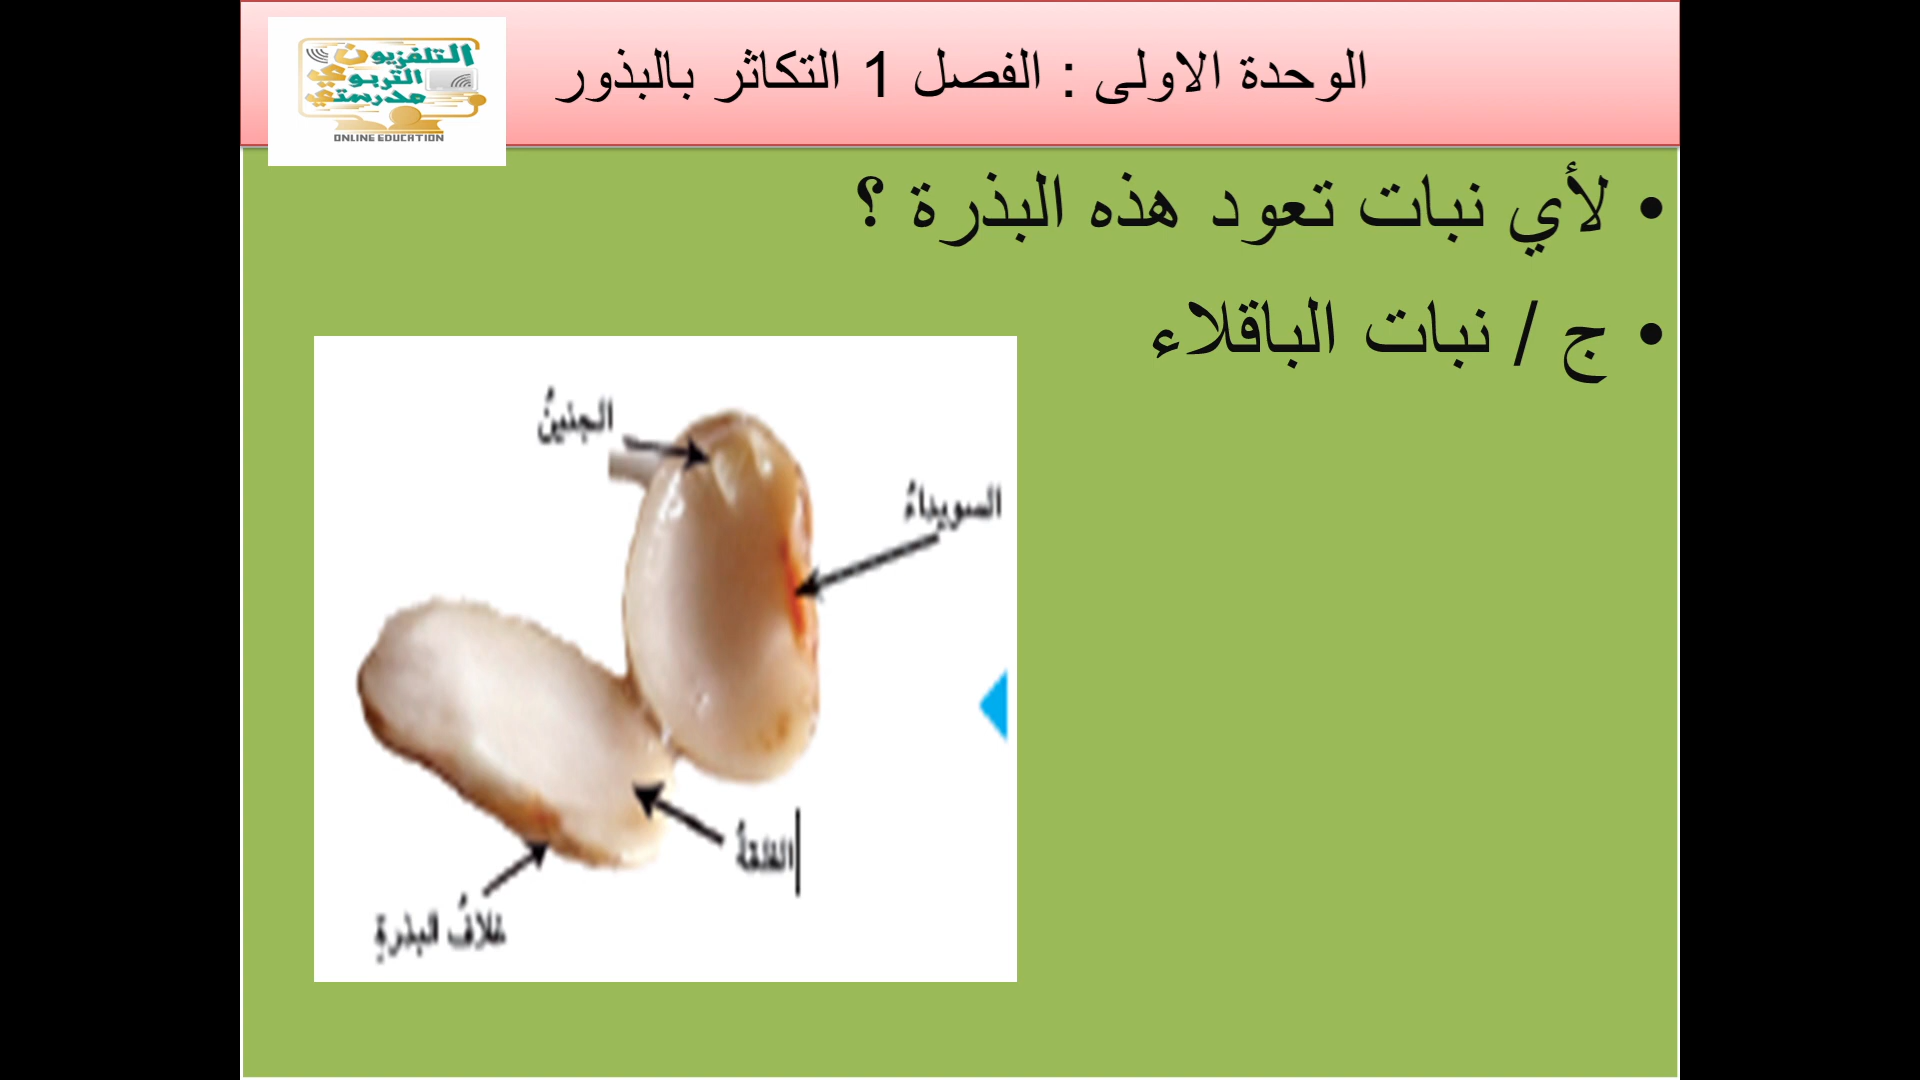 الوحدة الاولى : الفصل 1 التكاثر بالبذور
التلفزيون
التربوي
مدرستي
ONLINE EDUCATION
• لأي نبات تعود هذه البذرة ؟
• ج / نبات الباقلاء
الجنينُ
السويداءُ
الفلقةُ
غلافُ البذرةِ